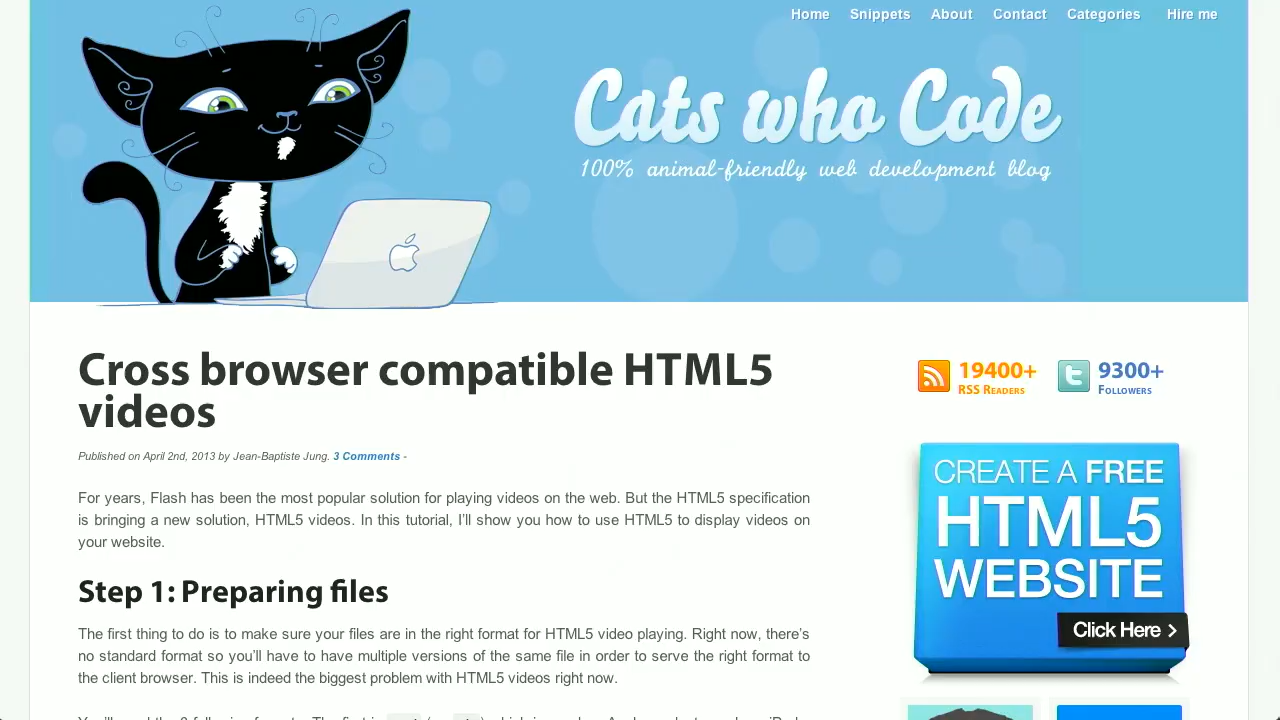 Home Snippets About Contact Categories Hire me
Cats who Code
100% animal-friendly web development blog
Cross browser compatible HTML5
videos
Published on April 2nd, 2013 by Jean-Baptiste Jung. 3 Comments -
For years, Flash has been the most popular solution for playing videos on the web. But the HTML5 specification
is bringing a new solution, HTML5 videos. In this tutorial, I’ll show you how to use HTML5 to display videos on
your website.
Step 1: Preparing files
The first thing to do is to make sure your files are in the right format for HTML5 video playing. Right now, there’s
no standard format so you’ll have to have multiple versions of the same file in order to serve the right format to
the client browser. This is indeed the biggest problem with HTML5 videos right now.
19400+
RSS Readers
9300+
Followers
CREATE A FREE
HTML5
WEBSITE
Click Here >